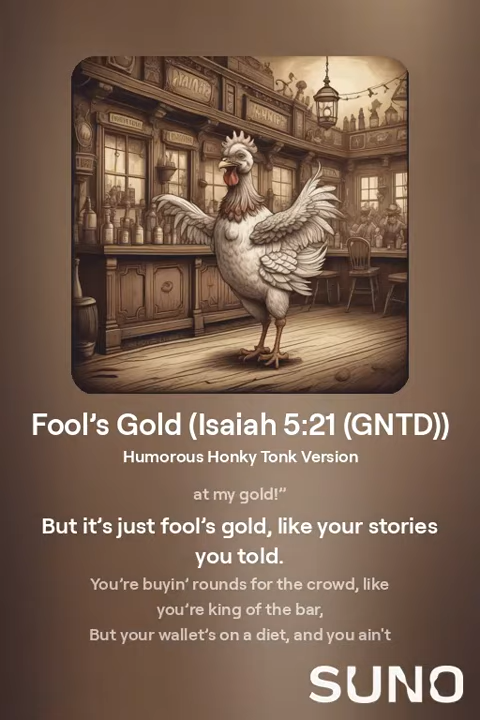 Fool’s Gold (Isaiah 5:21 (GNTD))
Humorous Honky Tonk Version
at my gold!”
But it’s just fool’s gold, like your stories
you told.
You’re buyin’ rounds for the crowd, like
you’re king of the bar,
But your wallet’s on a diet, and you ain't
SUNO